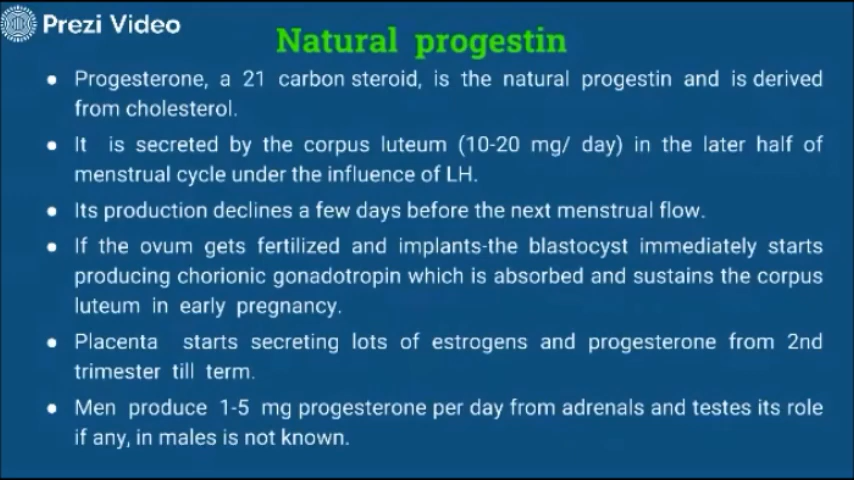 Prezi Video
Natural progestin
● Progesterone, a 21 carbon steroid, is the natural progestin and is derived
from cholesterol.
● It is secreted by the corpus luteum (10-20 mg/ day) in the later half of
menstrual cycle under the influence of LH.
● Its production declines a few days before the next menstrual flow.
● If the ovum gets fertilized and implants-the blastocyst immediately starts
producing chorionic gonadotropin which is absorbed and sustains the corpus
luteum in early pregnancy.
● Placenta starts secreting lots of estrogens and progesterone from 2nd
trimester till term.
● Men produce 1-5 mg progesterone per day from adrenals and testes its role
if any, in males is not known.